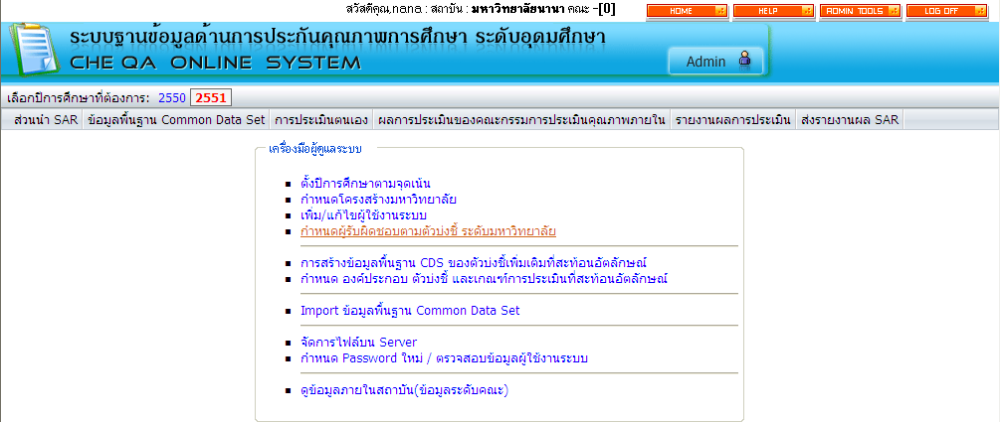 สวัสดีคุณ,nana : สถาบัน : มหาวิทยาลัยนานา คณะ -[0] HOME HELP ADMIN TOOLS LOG OFF
ระบบฐานข้อมูลด้านการประกันคุณภาพการศึกษา ระดับอุดมศึกษา
CHE QA ONLINE SYSTEM
Admin
เลือกปีการศึกษาที่ต้องการ: 2550 2551
ส่วนนำ SAR ข้อมูลพื้นฐาน Common Data Set การประเมินตนเอง ผลการประเมินของคณะกรรมการประเมินคุณภาพภายใน รายงานผลการประเมิน ส่งรายงานผล SAR
เครื่องมือผู้ดูแลระบบ
ตั้งปีการศึกษาตามจุดเน้น
กำหนดโครงสร้างมหาวิทยาลัย
เพิ่ม/แก้ไขผู้ใช้งานระบบ
กำหนดผู้รับผิดชอบตามตัวบ่งชี้ ระดับมหาวิทยาลัย
การสร้างข้อมูลพื้นฐาน CDS ของตัวบ่งชี้เพิ่มเติมที่สะท้อนอัตลักษณ์
กำหนด องค์ประกอบ ตัวบ่งชี้ และเกณฑ์การประเมินที่สะท้อนอัตลักษณ์
Import ข้อมูลพื้นฐาน Common Data Set
จัดการไฟล์บน Server
กำหนด Password ใหม่ / ตรวจสอบข้อมูลผู้ใช้งานระบบ
ดูข้อมูลภายในสถาบัน(ข้อมูลระดับคณะ)